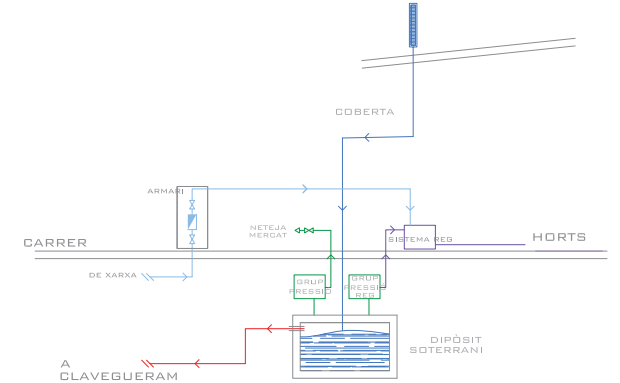 COBERTA
ARMARI
NETEJA
MERCAT
SISTEMA REG
HORTS
CARRER
DE XARXA
GRUP
PRESSIÓ
GRUP
PRESSIÓ
REG
DIPÒSIT
SOTERRANI
A
CLAVEGUERAM